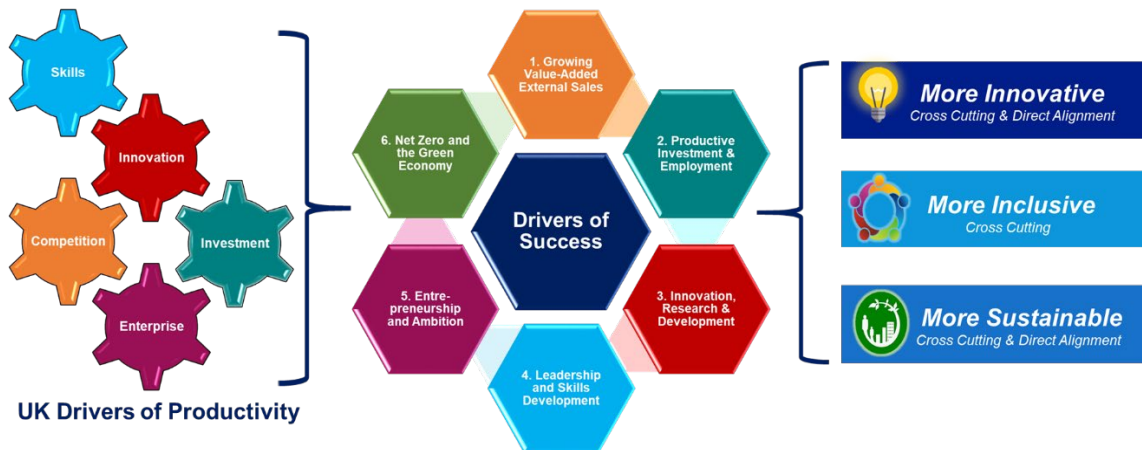 Skills
Innovation
Competition
Investment
Enterprise
UK Drivers of Productivity
1. Growing
Value-Added
External Sales
2. Productive
Investment &
Employment
3. Innovation,
Research &
Development
4. Leadership
and Skills
Development
5. Entre-
preneurship
and Ambition
6. Net Zero and
the Green
Economy
Drivers of
Success
More Innovative
Cross Cutting & Direct Alignment
More Inclusive
Cross Cutting
More Sustainable
Cross Cutting & Direct Alignment